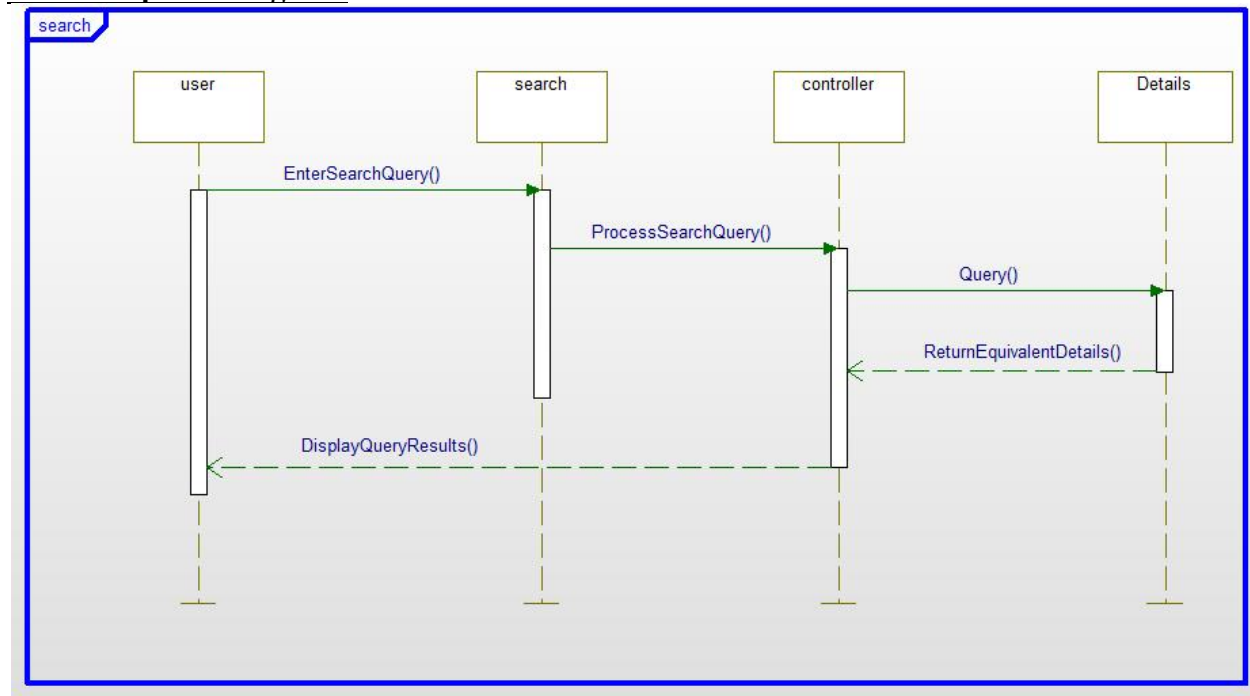 search
user search controller Details
EnterSearchQuery()
ProcessSearchQuery()
Query()
ReturnEquivalentDetails()
DisplayQueryResults()